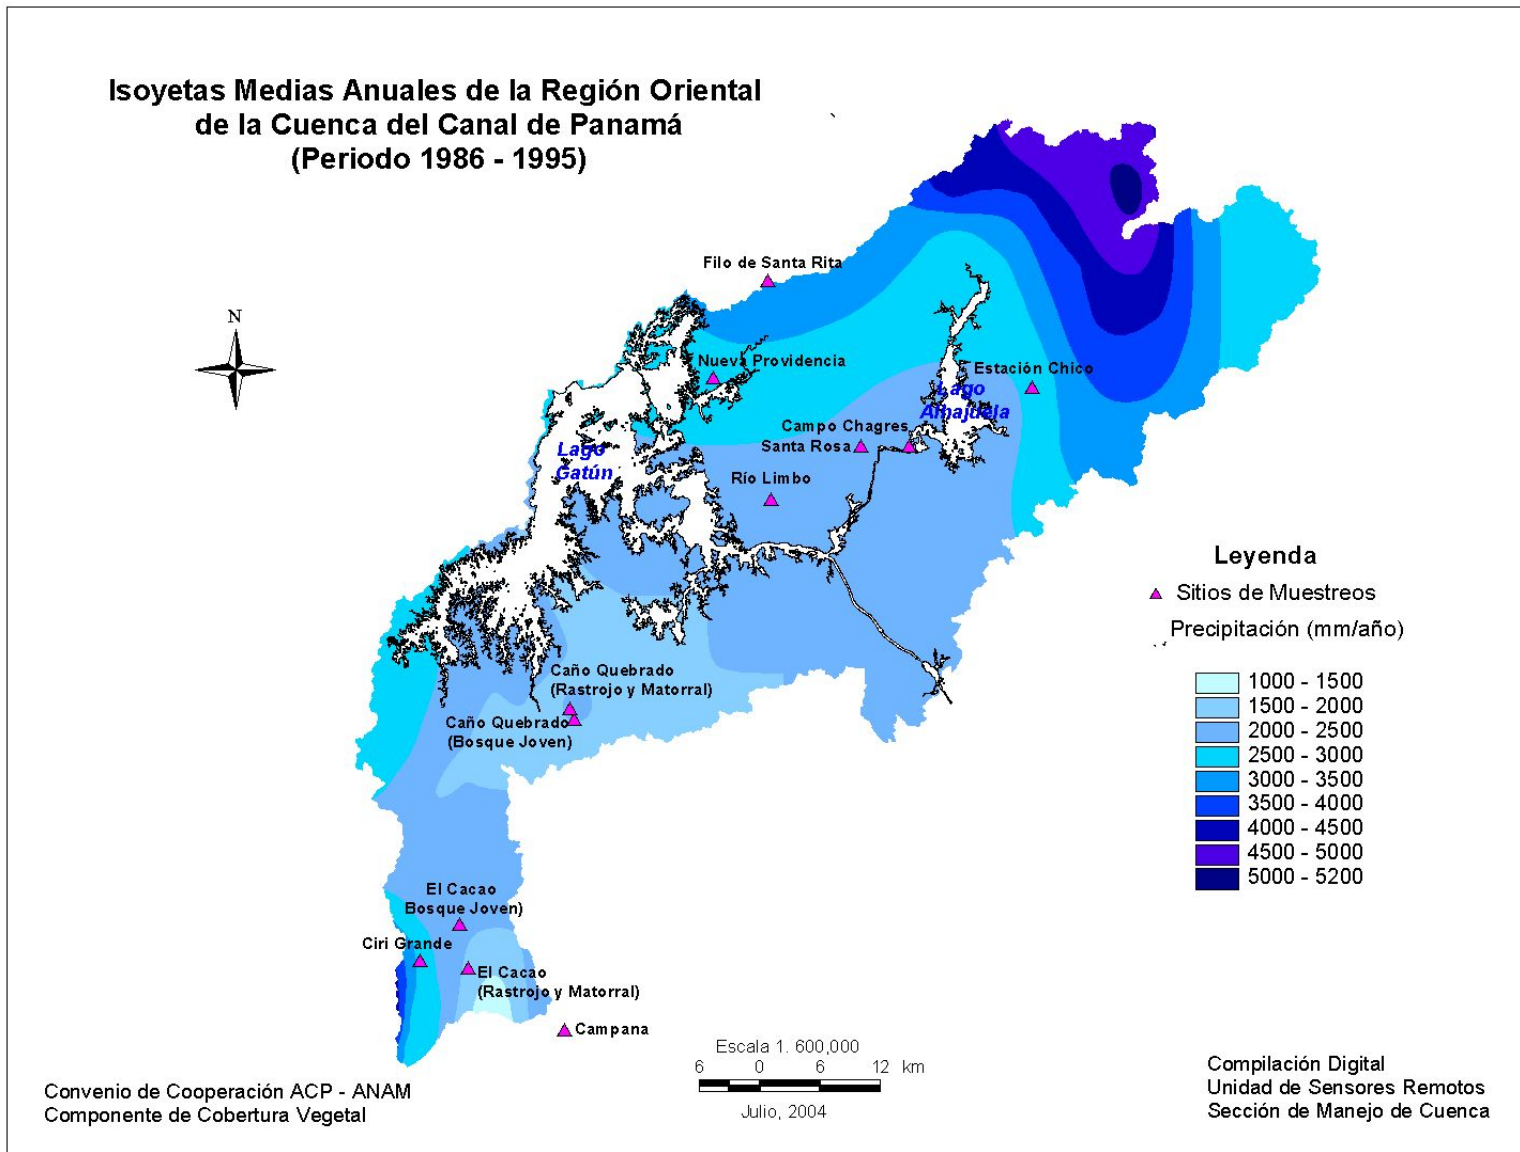 Isoyetas Medias Anuales de la Región Oriental
de la Cuenca del Canal de Panamá
(Periodo 1986 - 1995)
N
Filo de Santa Rita
Nueva Providencia
Estación Chico
Lago
Alhajuela
Campo Chagres
Santa Rosa
Lago
Gatún
Río Limbo
Caño Quebrado
(Rastrojo y Matorral)
Caño Quebrado
(Bosque Joven)
El Cacao
Bosque Joven)
Ciri Grande
El Cacao
(Rastrojo y Matorral)
Campana
Leyenda
Sitios de Muestreos
Precipitación (mm/año)
1000 - 1500
1500 - 2000
2000 - 2500
2500 - 3000
3000 - 3500
3500 - 4000
4000 - 4500
4500 - 5000
5000 - 5200
Escala 1. 600,000
6 0 6 12 km
Julio, 2004
Convenio de Cooperación ACP - ANAM
Componente de Cobertura Vegetal
Compilación Digital
Unidad de Sensores Remotos
Sección de Manejo de Cuenca